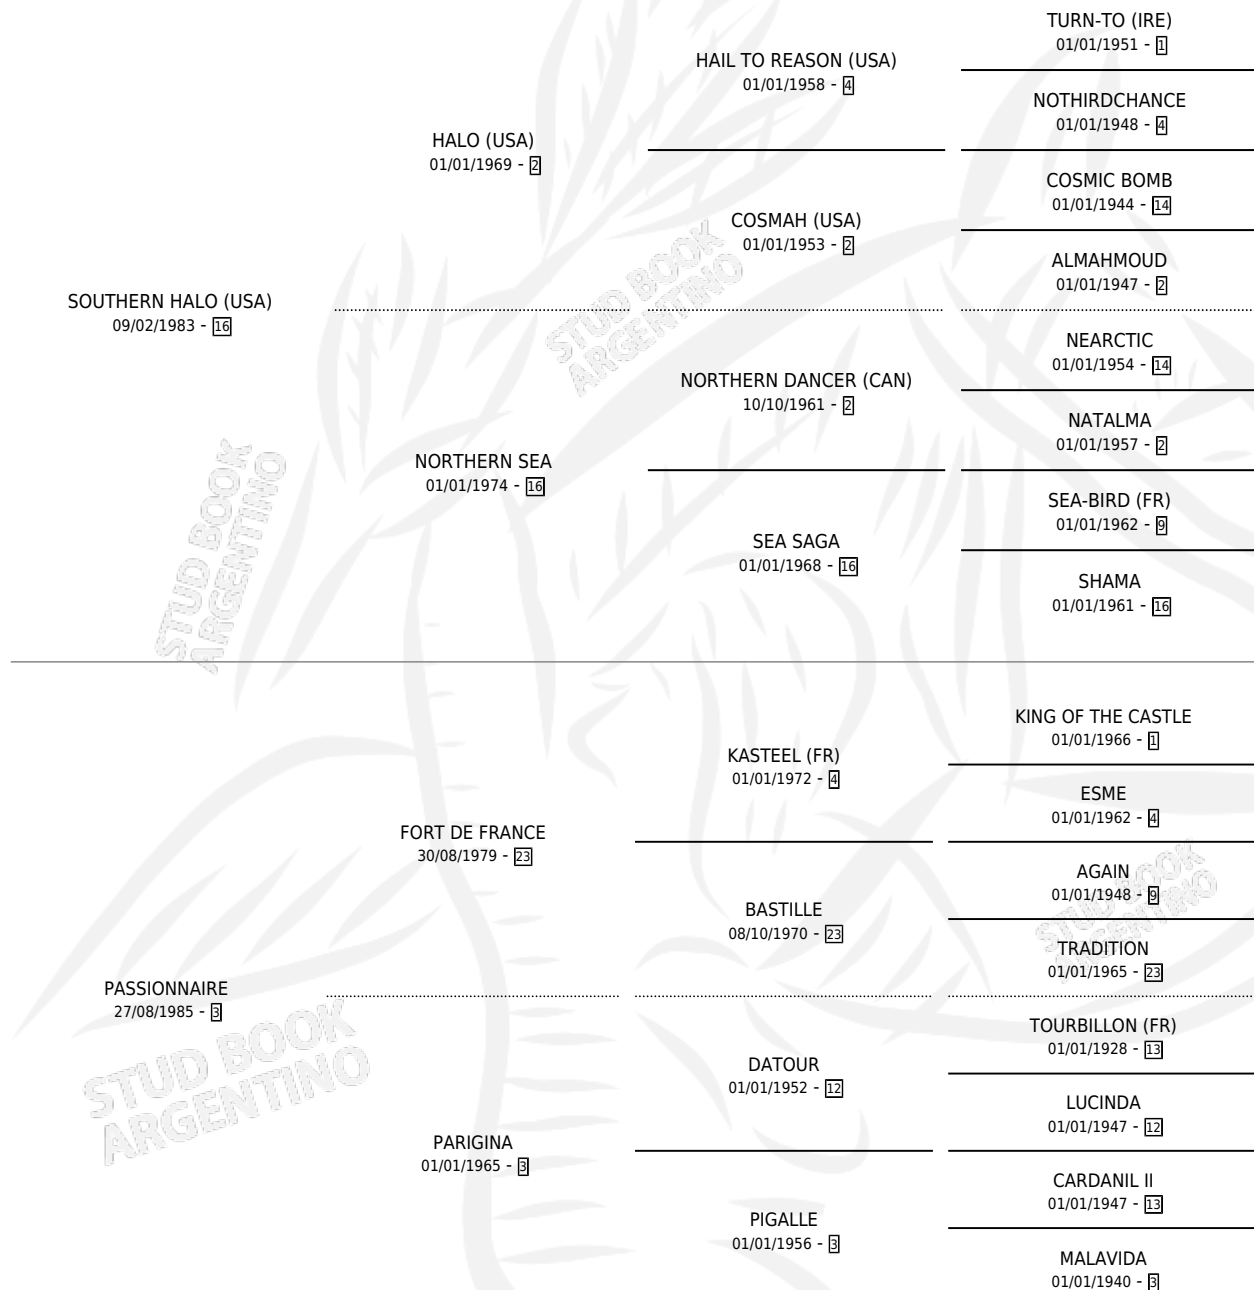 TURN-TO (IRE)
01/01/1951 - 1
HAIL TO REASON (USA)
01/01/1958 - 4
NOTHIRDCHANCE
01/01/1948 - 4
HALO (USA)
01/01/1969 - 2
COSMIC BOMB
01/01/1944 - 14
COSMAH (USA)
01/01/1953 - 2
ALMAHMOUD
01/01/1947 - 2
SOUTHERN HALO (USA)
09/02/1983 - 16
STUD BOOK
ARGENTINO
NEARCTIC
01/01/1954 - 14
NORTHERN DANCER (CAN)
10/10/1961 - 2
NATALMA
01/01/1957 - 2
NORTHERN SEA
01/01/1974 - 16
SEA-BIRD (FR)
01/01/1962 - 9
SEA SAGA
01/01/1968 - 16
SHAMA
01/01/1961 - 16
STUD BOOK
ARGENTINO
KING OF THE CASTLE
01/01/1966 - 1
KASTEEL (FR)
01/01/1972 - 4
ESME
01/01/1962 - 4
FORT DE FRANCE
30/08/1979 - 23
AGAIN
01/01/1948 - 9
BASTILLE
08/10/1970 - 23
STUD BOOK
ARGENTINO
TRADITION
01/01/1965 - 23
PASSIONNAIRE
27/08/1985 - 3
STUD BOOK
ARGENTINO
TOURBILLON (FR)
01/01/1928 - 13
DATOUR
01/01/1952 - 12
LUCINDA
01/01/1947 - 12
PARIGINA
01/01/1965 - 3
CARDANIL II
01/01/1947 - 13
PIGALLE
01/01/1956 - 3
MALAVIDA
01/01/1940 - 3